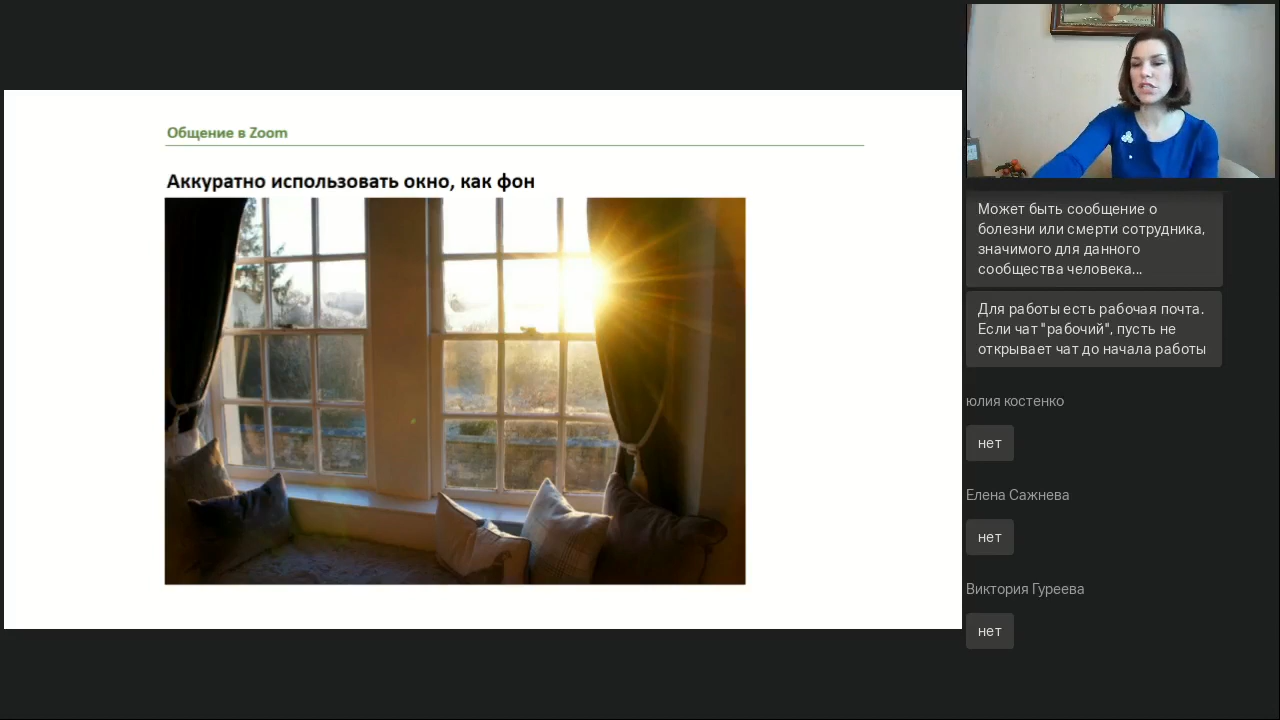 Общение в Zoom
Аккуратно использовать окно, как фон
Может быть сообщение о
болезни или смерти сотрудника,
значимого для данного
сообщества человека...
Для работы есть рабочая почта.
Если чат "рабочий", пусть не
открывает чат до начала работы
юлия костенко
нет
Елена Сажнева
нет
Виктория Гуреева
нет